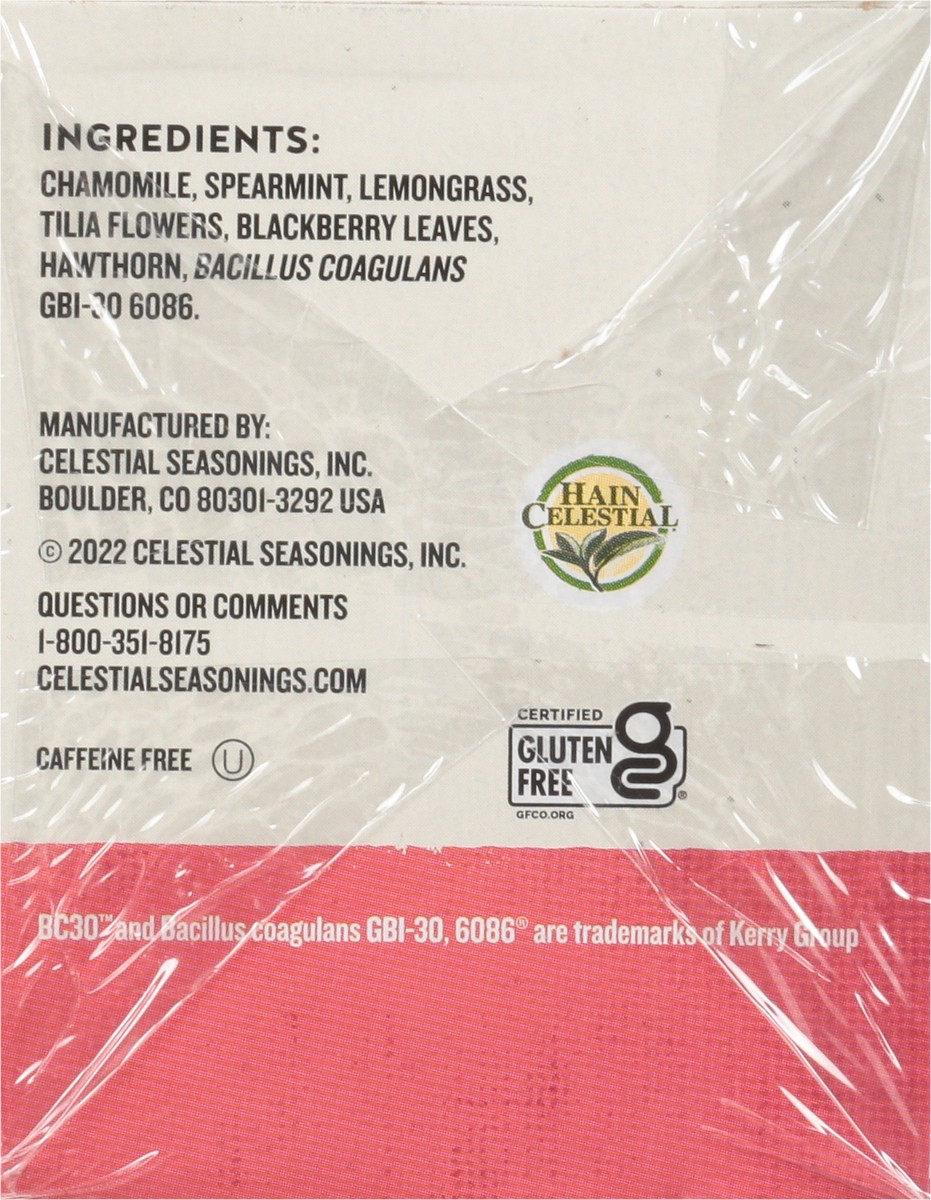 INGREDIENTS:
CHAMOMILE, SPEARMINT, LEMONGRASS,
TILIA FLOWERS, BLACKBERRY LEAVES,
HAWTHORN, BACILLUS COAGULANS
GBI-30 6086.
MANUFACTURED BY:
CELESTIAL SEASONINGS, INC.
BOULDER, CO 80301-3292 USA
© 2022 CELESTIAL SEASONINGS, INC.
QUESTIONS OR COMMENTS
1-800-351-8175
CELESTIALSEASONINGS.COM
CAFFEINE FREE U
HAIN
CELESTIAL
CERTIFIED
GLUTEN
FREE
g
®
GFCO.ORG
BC30™ and Bacillus coagulans GBI-30, 6086® are trademarks of Kerry Group